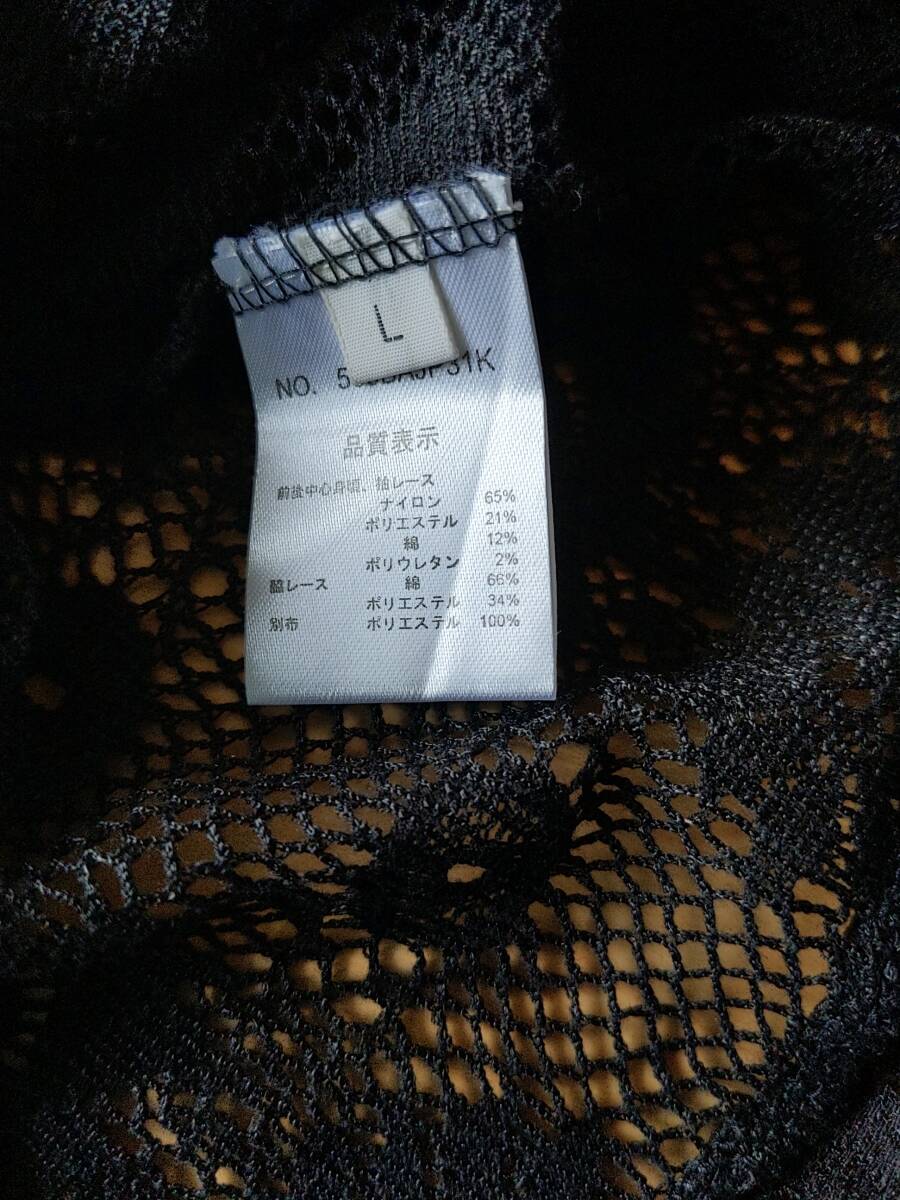 L
NO.
品質表示
前後中心身頃、袖レース
ナイロン 65%
ポリエステル 21%
綿 12%
ポリウレタン 2%
脇レース 綿 66%
ポリエステル 34%
別布 ポリエステル 100%